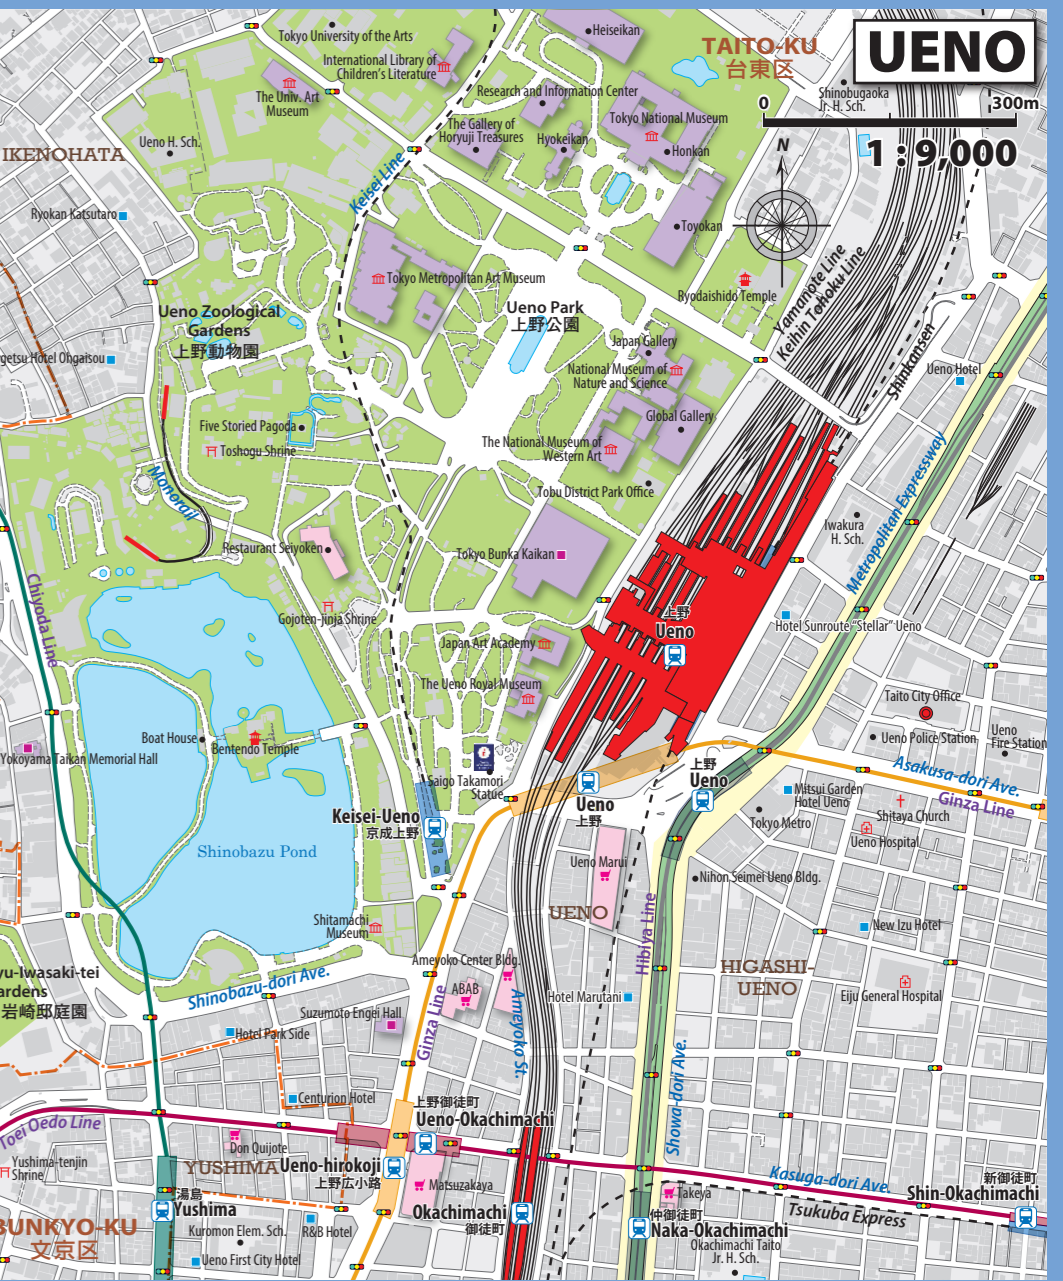 UENO
0
300m
1 : 9,000
N
TAITO-KU
台東区
Shinobugaoka
Jr. H. Sch.
Heiseikan
Tokyo University of the Arts
International Library of
Children's Literature
The Univ. Art
Museum
Research and Information Center
Tokyo National Museum
The Gallery of
Horyuji Treasures
Hyokeikan
Honkan
Ueno H. Sch.
IKENOHATA
Keisei Line
Ryokan Katsutaro
Toyokan
Tokyo Metropolitan Art Museum
Ryodaishido Temple
Yamanote Line
Keihin Tohoku Line
Shinkansen
Ueno Zoological
Gardens
上野動物園
Ueno Park
上野公園
Japan Gallery
National Museum of
Nature and Science
Ueno Hotel
getsu Hotel Ohgaisou
Global Gallery
Five Storied Pagoda
Toshogu Shrine
The National Museum of
Western Art
Tobu District Park Office
Monorail
Metropolitan Expressway
Iwakura
H. Sch.
Restaurant Seiyoken
Tokyo Bunka Kaikan
Chiyoda Line
Gojoten-jinja Shrine
上野
Ueno
Hotel Sunroute "Stellar" Ueno
Japan Art Academy
The Ueno Royal Museum
Taito City Office
Boat House
Bentendo Temple
Ueno Police Station
Ueno
Fire Station
Yokoyama Taikan Memorial Hall
Saigo Takamori
Statue
上野
Ueno
Asakusa-dori Ave.
Ginza Line
Mitsui Garden
Hotel Ueno
Ueno
上野
Keisei-Ueno
京成上野
Tokyo Metro
Shitaya Church
Ueno Hospital
Shinobazu Pond
Ueno Marui
Nihon Seimei Ueno Bldg.
UENO
Shitamachi
Museum
New Izu Hotel
Hibiya Line
Ameyoko Center Bldg.
HIGASHI-
UENO
yu-Iwasaki-tei
ardens
岩崎邸庭園
Shinobazu-dori Ave.
ABAB
Ameyoko St.
Hotel Marutani
Eiju General Hospital
Suzumoto Engei Hall
Ginza Line
Hotel Park Side
Showa-dori Ave.
Centurion Hotel
上野御徒町
Ueno-Okachimachi
Toei Oedo Line
Don Quijote
Yushima-tenjin
Shrine
YUSHIMA
Ueno-hirokoji
上野広小路
Matsuzakaya
Kasuga-dori Ave.
新御徒町
Shin-Okachimachi
Takeya
Tsukuba Express
湯島
Yushima
Okachimachi
御徒町
仲御徒町
Naka-Okachimachi
BUNKYO-KU
文京区
Kuromon Elem. Sch.
R&B Hotel
Ueno First City Hotel
Okachimachi Taito
Jr. H. Sch.